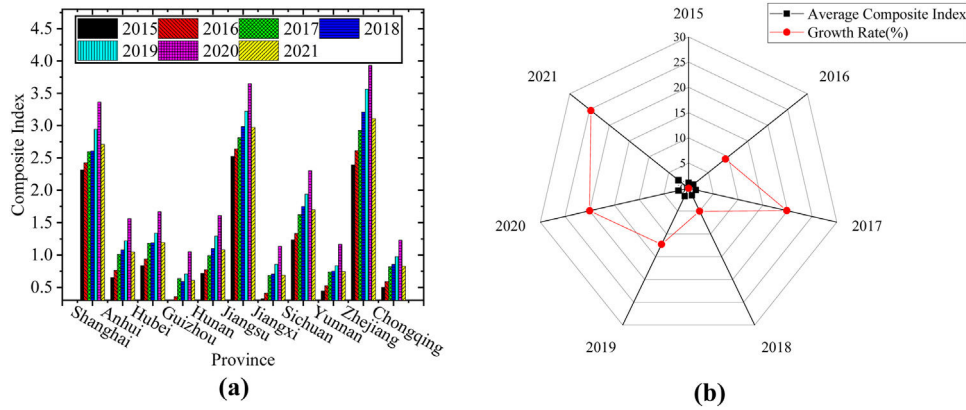 4.5
4.0
3.5
3.0
2.5
2.0
1.5
1.0
0.5
Composite Index
2015 2016 2017 2018
2019 2020 2021
Shanghai Anhui Hubei Guizhou Hunan Jiangsu Jiangxi Sichuan Yunnan Zhejiang Chongqing
Province
(a)
Average Composite Index
Growth Rate(%)
2015
2016
2017
2018
2019
2020
2021
30
25
20
15
10
5
(b)